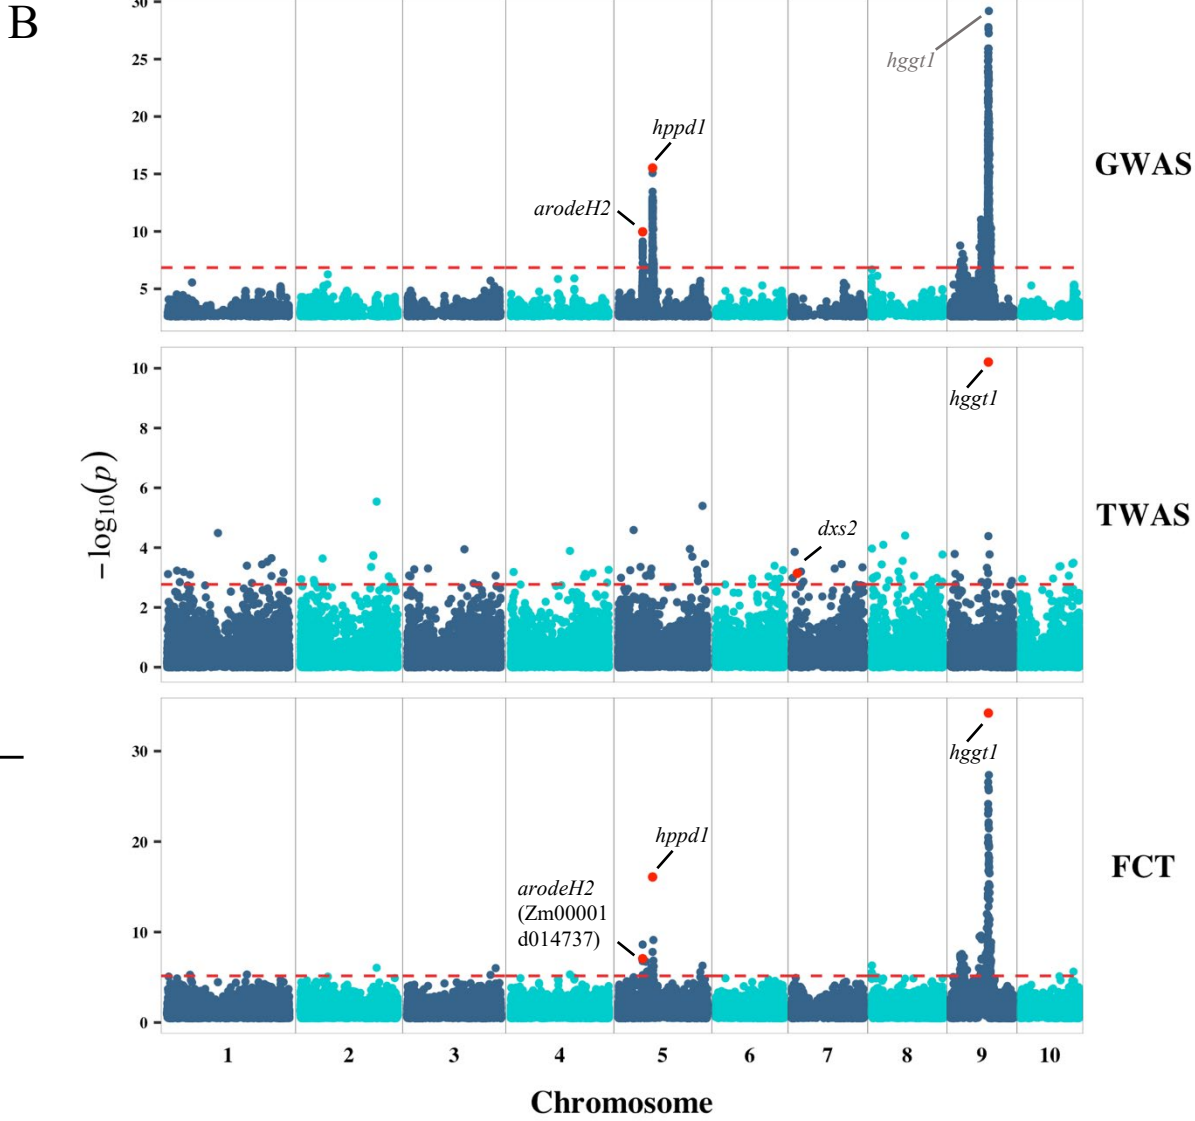 B
30
25
20
15
10
5
hggt1
hppd1
arodeH2
GWAS
10
8
6
4
2
0
−log10(p)
hggt1
dxs2
TWAS
30
20
10
0
hggt1
hppd1
arodeH2
(Zm00001
d014737)
FCT
1 2 3 4 5 6 7 8 9 10
Chromosome